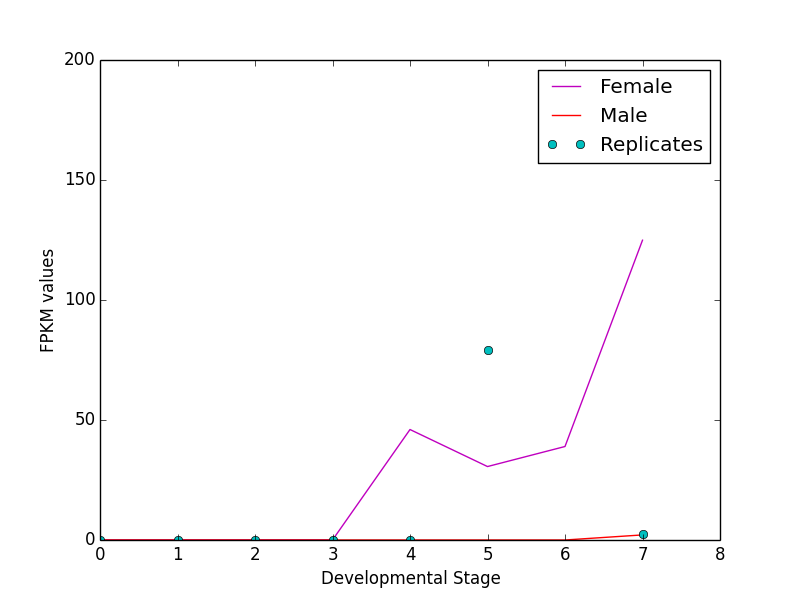 200
150
100
50
0
0 1 2 3 4 5 6 7 8
FPKM values
Developmental Stage
Female
Male
Replicates